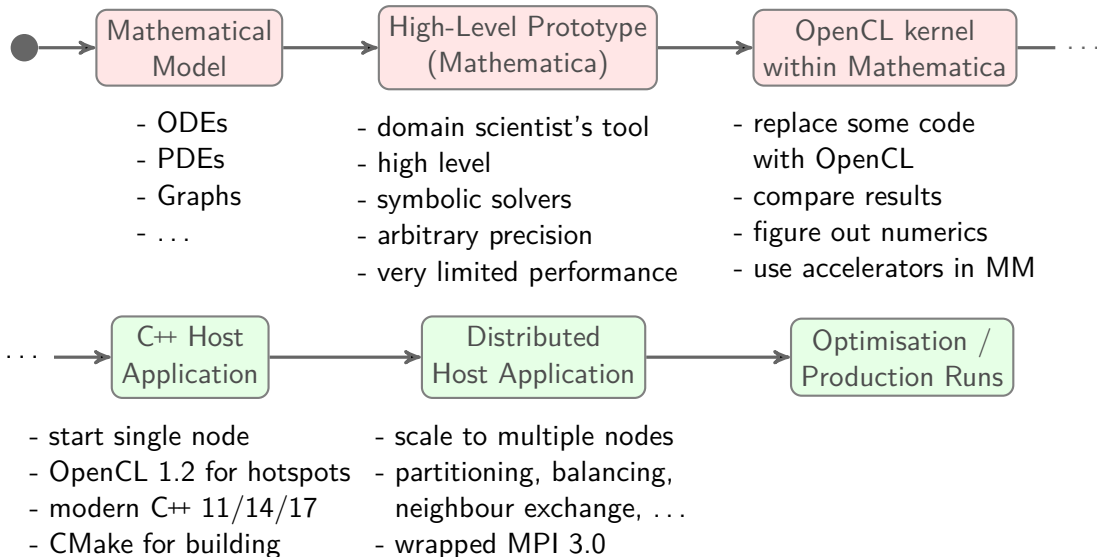 Mathematical
Model
High-Level Prototype
(Mathematica)
OpenCL kernel
within Mathematica
...
- ODEs
- PDEs
- Graphs
- ...
- domain scientist's tool
- high level
- symbolic solvers
- arbitrary precision
- very limited performance
- replace some code
with OpenCL
- compare results
- figure out numerics
- use accelerators in MM
...
C++ Host
Application
Distributed
Host Application
Optimisation /
Production Runs
- start single node
- OpenCL 1.2 for hotspots
- modern C++ 11/14/17
- CMake for building
- scale to multiple nodes
- partitioning, balancing,
neighbour exchange, ...
- wrapped MPI 3.0